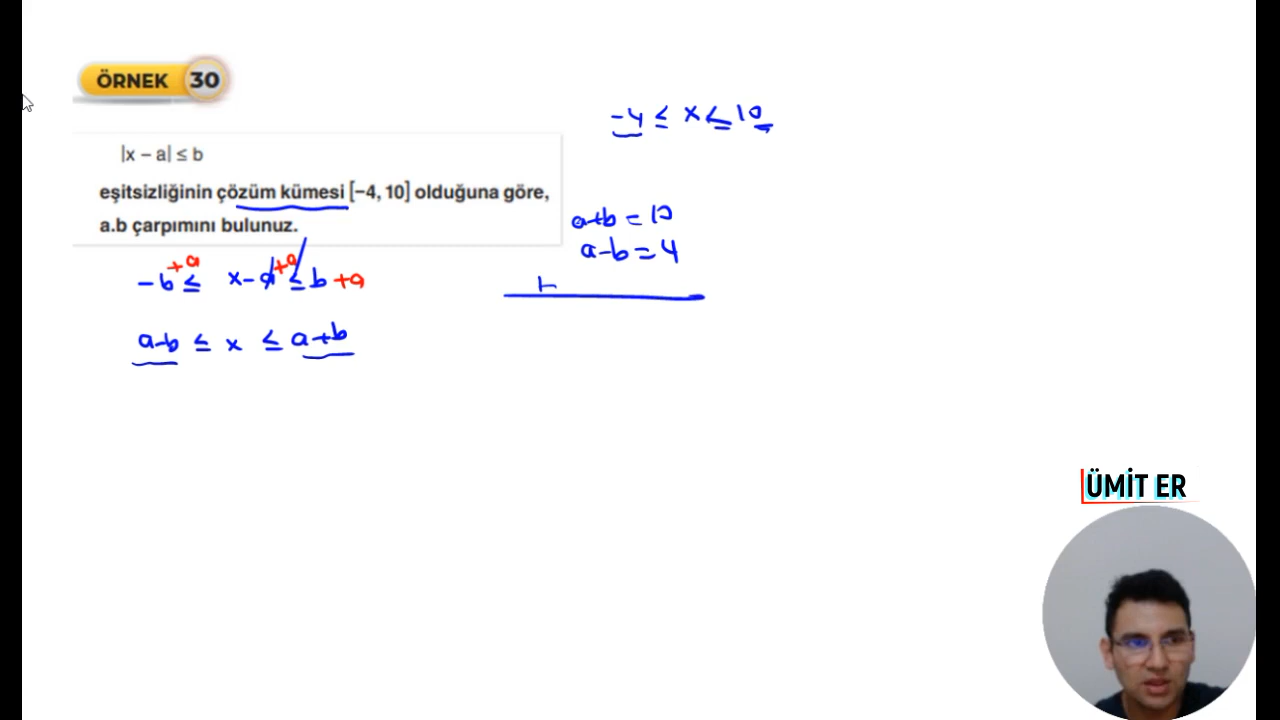 ÖRNEK 30
|x – a| ≤ b
eşitsizliğinin çözüm kümesi [–4, 10] olduğuna göre,
a.b çarpımını bulunuz.
-b +a ≤ x-a +a ≤ b +a
a-b ≤ x ≤ a+b
-4 ≤ x ≤ 10
a+b = 10
a-b = 4
+
ÜMİT ER